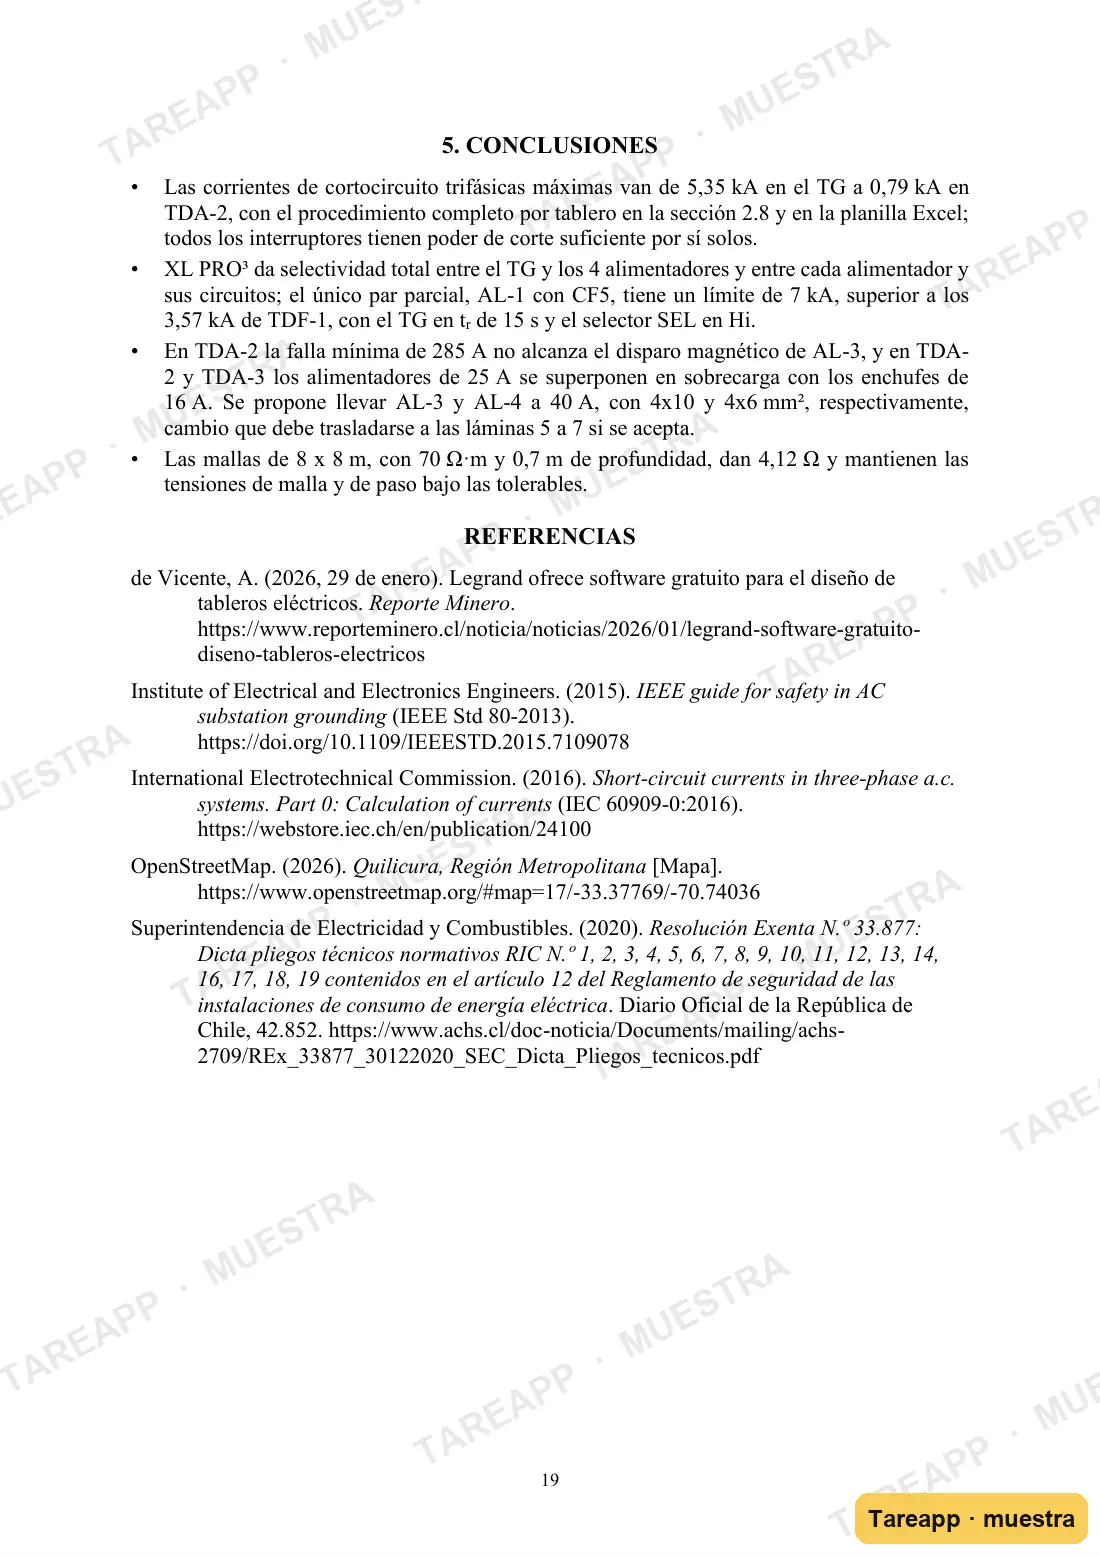 5. CONCLUSIONES
• Las corrientes de cortocircuito trifásicas máximas van de 5,35 kA en el TG a 0,79 kA en
TDA-2, con el procedimiento completo por tablero en la sección 2.8 y en la planilla Excel;
todos los interruptores tienen poder de corte suficiente por sí solos.
• XL PRO³ da selectividad total entre el TG y los 4 alimentadores y entre cada alimentador y
sus circuitos; el único par parcial, AL-1 con CF5, tiene un límite de 7 kA, superior a los
3,57 kA de TDF-1, con el TG en tᵣ de 15 s y el selector SEL en Hi.
• En TDA-2 la falla mínima de 285 A no alcanza el disparo magnético de AL-3, y en TDA-
2 y TDA-3 los alimentadores de 25 A se superponen en sobrecarga con los enchufes de
16 A. Se propone llevar AL-3 y AL-4 a 40 A, con 4x10 y 4x6 mm², respectivamente,
cambio que debe trasladarse a las láminas 5 a 7 si se acepta.
• Las mallas de 8 x 8 m, con 70 Ω·m y 0,7 m de profundidad, dan 4,12 Ω y mantienen las
tensiones de malla y de paso bajo las tolerables.
REFERENCIAS
de Vicente, A. (2026, 29 de enero). Legrand ofrece software gratuito para el diseño de
tableros eléctricos. Reporte Minero.
https://www.reporteminero.cl/noticia/noticias/2026/01/legrand-software-gratuito-
diseno-tableros-electricos
Institute of Electrical and Electronics Engineers. (2015). IEEE guide for safety in AC
substation grounding (IEEE Std 80-2013).
https://doi.org/10.1109/IEEESTD.2015.7109078
International Electrotechnical Commission. (2016). Short-circuit currents in three-phase a.c.
systems. Part 0: Calculation of currents (IEC 60909-0:2016).
https://webstore.iec.ch/en/publication/24100
OpenStreetMap. (2026). Quilicura, Región Metropolitana [Mapa].
https://www.openstreetmap.org/#map=17/-33.37769/-70.74036
Superintendencia de Electricidad y Combustibles. (2020). Resolución Exenta N.º 33.877:
Dicta pliegos técnicos normativos RIC N.º 1, 2, 3, 4, 5, 6, 7, 8, 9, 10, 11, 12, 13, 14,
16, 17, 18, 19 contenidos en el artículo 12 del Reglamento de seguridad de las
instalaciones de consumo de energía eléctrica. Diario Oficial de la República de
Chile, 42.852. https://www.achs.cl/doc-noticia/Documents/mailing/achs-
2709/REx_33877_30122020_SEC_Dicta_Pliegos_tecnicos.pdf
19
Tareapp · muestra
TAREAPP · MUESTRA